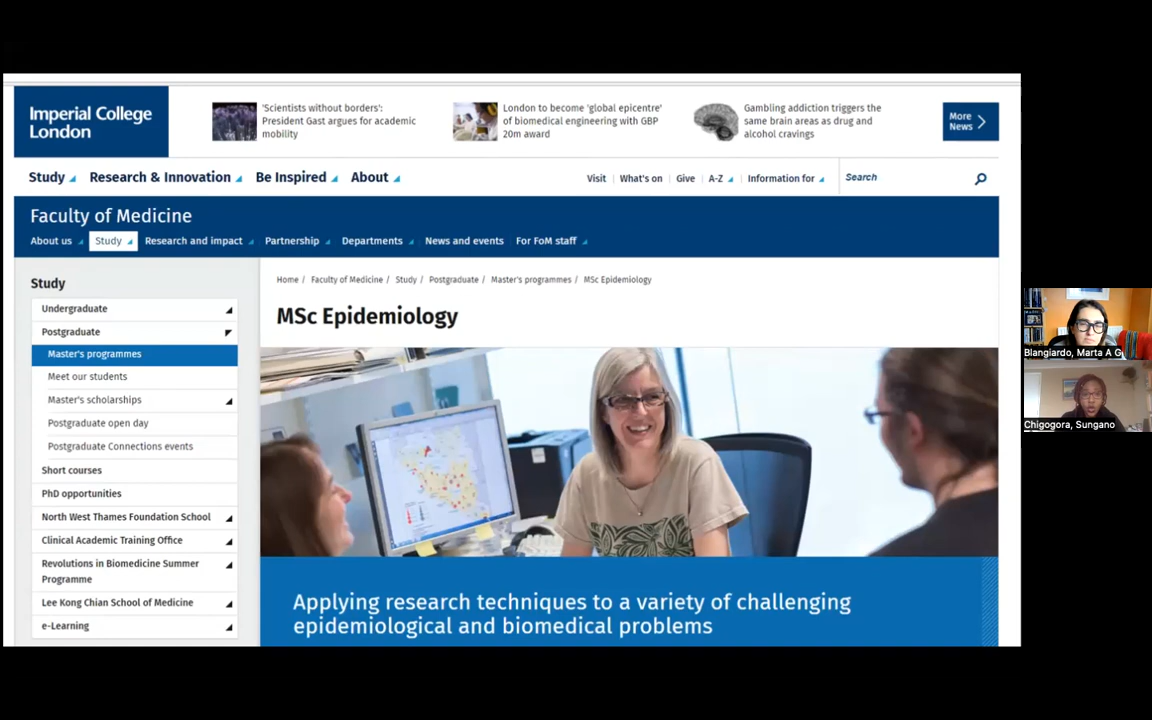 Imperial College
London
'Scientists without borders':
President Gast argues for academic
mobility
London to become 'global epicentre'
of biomedical engineering with GBP
20m award
Gambling addiction triggers the
same brain areas as drug and
alcohol cravings
More
News
Study
Research & Innovation
Be Inspired
About
Visit
What's on
Give
A-Z
Information for
Search
Faculty of Medicine
About us
Study
Research and impact
Partnership
Departments
News and events
For FoM staff
Study
Undergraduate
Postgraduate
Master's programmes
Meet our students
Master's scholarships
Postgraduate open day
Postgraduate Connections events
Short courses
PhD opportunities
North West Thames Foundation School
Clinical Academic Training Office
Revolutions in Biomedicine Summer
Programme
Lee Kong Chian School of Medicine
e-Learning
Home / Faculty of Medicine / Study / Postgraduate / Master's programmes / MSc Epidemiology
MSc Epidemiology
Applying research techniques to a variety of challenging
epidemiological and biomedical problems
Blangiardo, Marta A G
Chigogora, Sungano